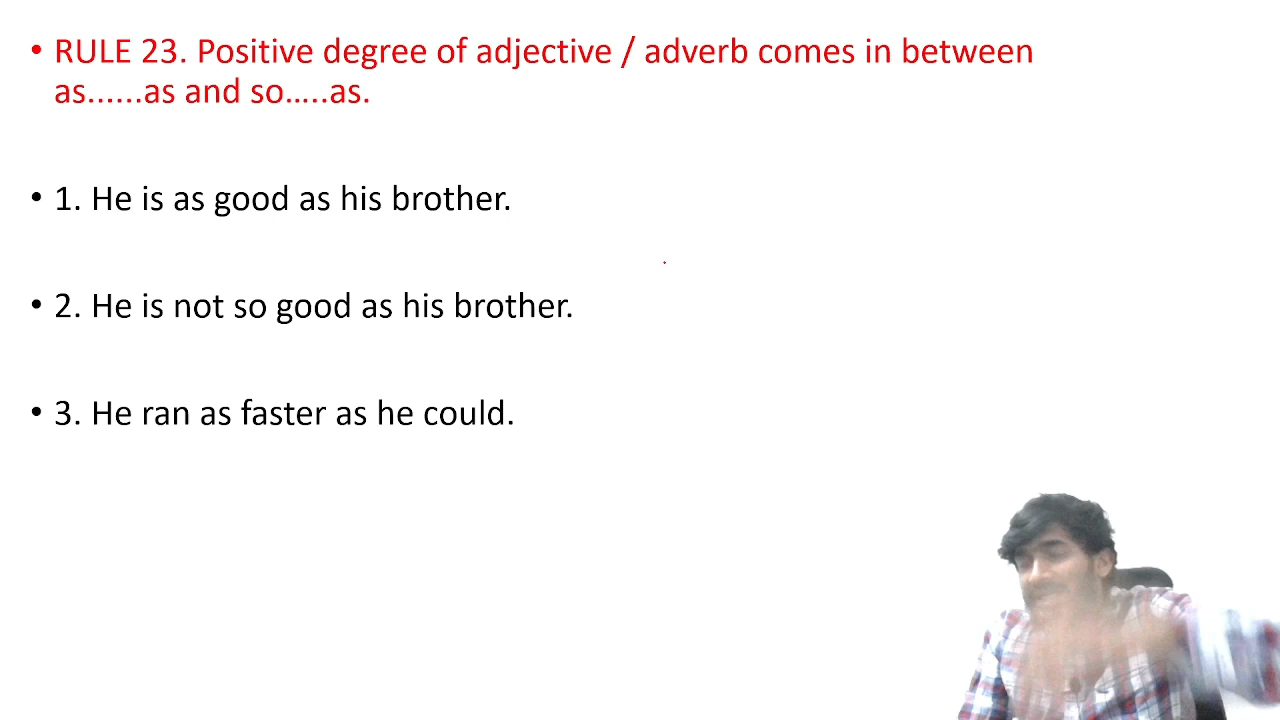 • RULE 23. Positive degree of adjective / adverb comes in between
as......as and so.....as.
• 1. He is as good as his brother.
• 2. He is not so good as his brother.
• 3. He ran as faster as he could.